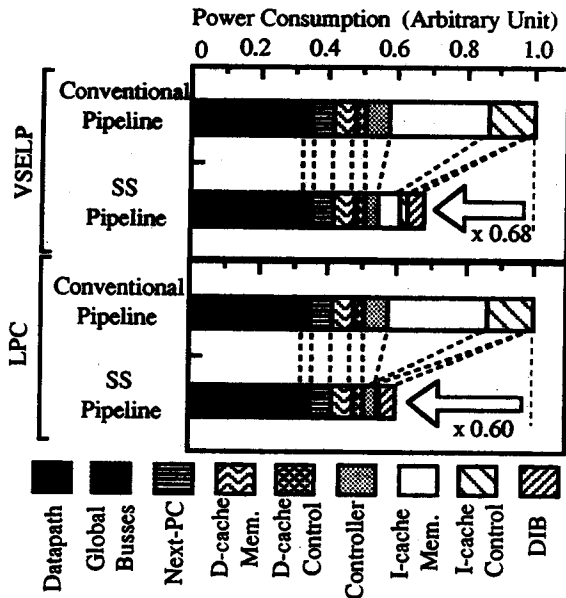 Power Consumption (Arbitrary Unit)
0 0.2 0.4 0.6 0.8 1.0
VSELP
Conventional
Pipeline
SS
Pipeline
x 0.68
LPC
Conventional
Pipeline
SS
Pipeline
x 0.60
Datapath
Global
Busses
Next-PC
D-cache
Mem.
D-cache
Control
Controller
I-cache
Mem.
I-cache
Control
DIB